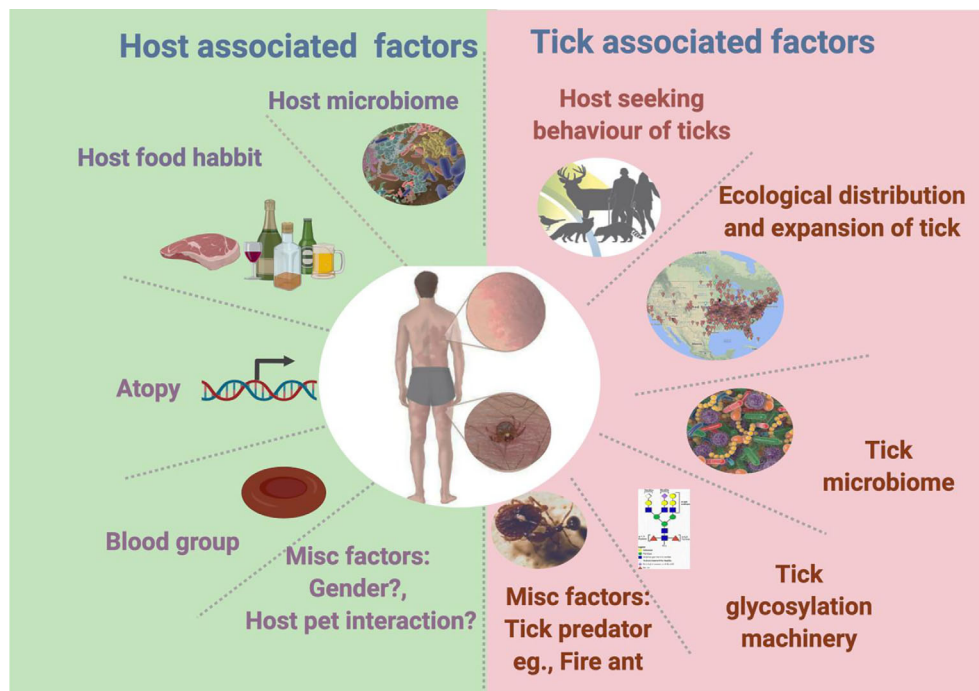 Host associated factors
Host microbiome
Host food habbit
Atopy
Blood group
Misc factors:
Gender?,
Host pet interaction?
Tick associated factors
Host seeking
behaviour of ticks
Ecological distribution
and expansion of tick
Tick
microbiome
Tick
glycosylation
machinery
Misc factors:
Tick predator
eg., Fire ant